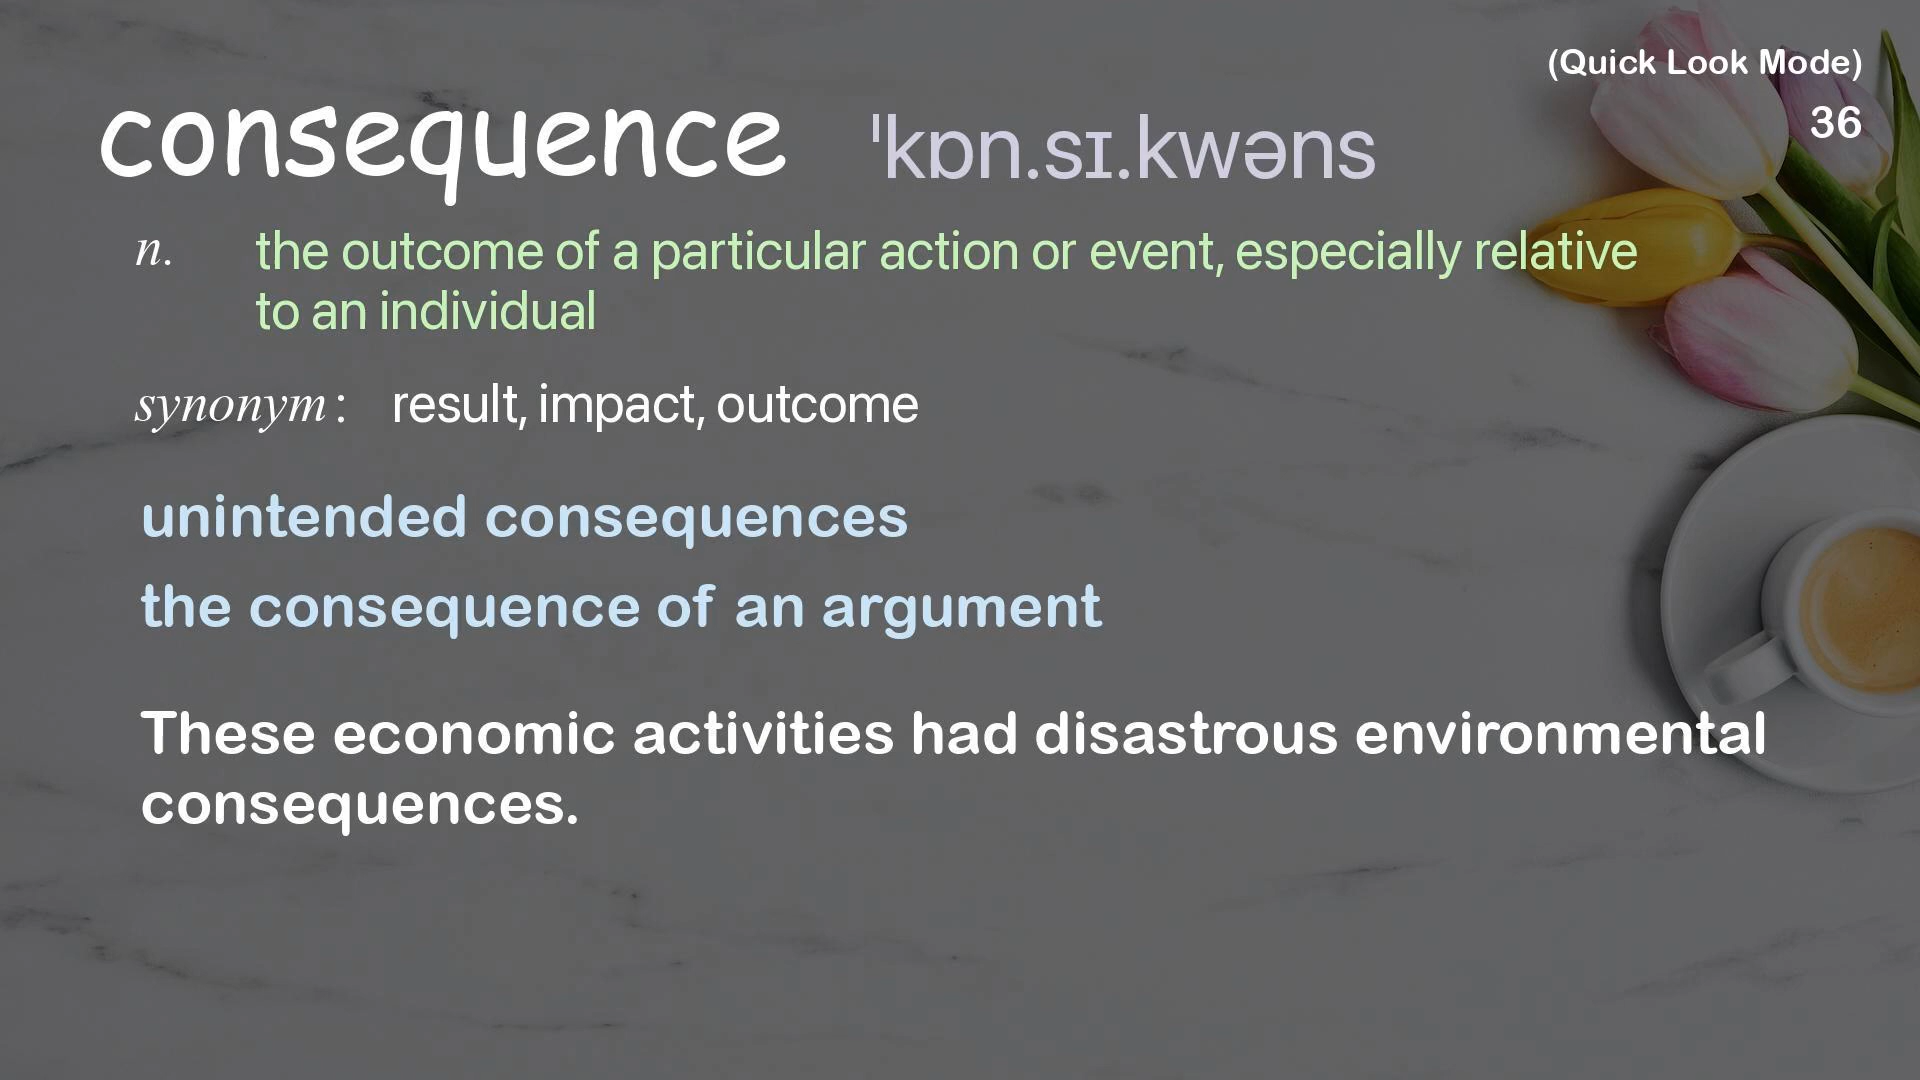 (Quick Look Mode)
36
consequence ˈkɒn.sɪ.kwəns
n. the outcome of a particular action or event, especially relative
to an individual
synonym: result, impact, outcome
unintended consequences
the consequence of an argument
These economic activities had disastrous environmental
consequences.